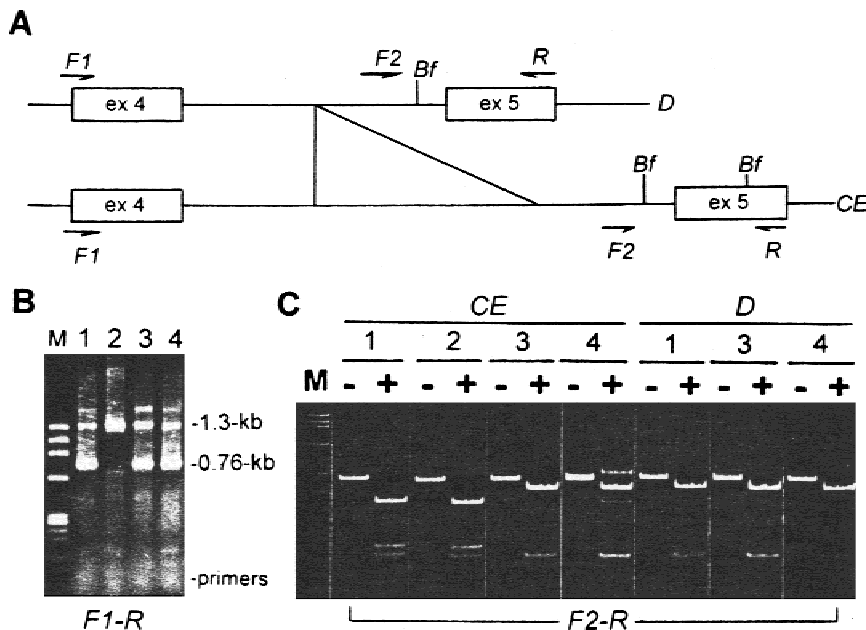 A
F1
F2
Bf
R
ex 4
ex 5
D
Bf
Bf
ex 4
ex 5
CE
F1
F2
R
B
M 1 2 3 4
-1.3-kb
-0.76-kb
-primers
F1-R
C
CE D
1 2 3 4 1 3 4
M - + - + - + - + - + - + - +
F2-R